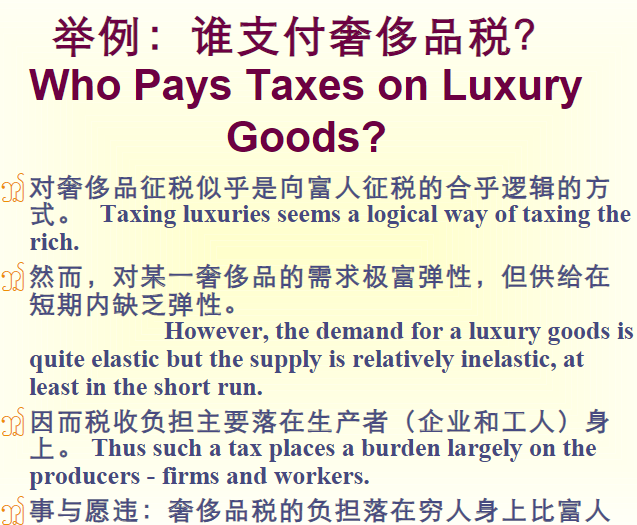 举例：谁支付奢侈品税？
Who Pays Taxes on Luxury
Goods?
对奢侈品征税似乎是向富人征税的合乎逻辑的方
式。 Taxing luxuries seems a logical way of taxing the
rich.
然而，对某一奢侈品的需求极富弹性，但供给在
短期内缺乏弹性。
However, the demand for a luxury goods is
quite elastic but the supply is relatively inelastic, at
least in the short run.
因而税收负担主要落在生产者（企业和工人）身
上。 Thus such a tax places a burden largely on the
producers - firms and workers.
事与愿违：奢侈品税的负担落在穷人身上比富人